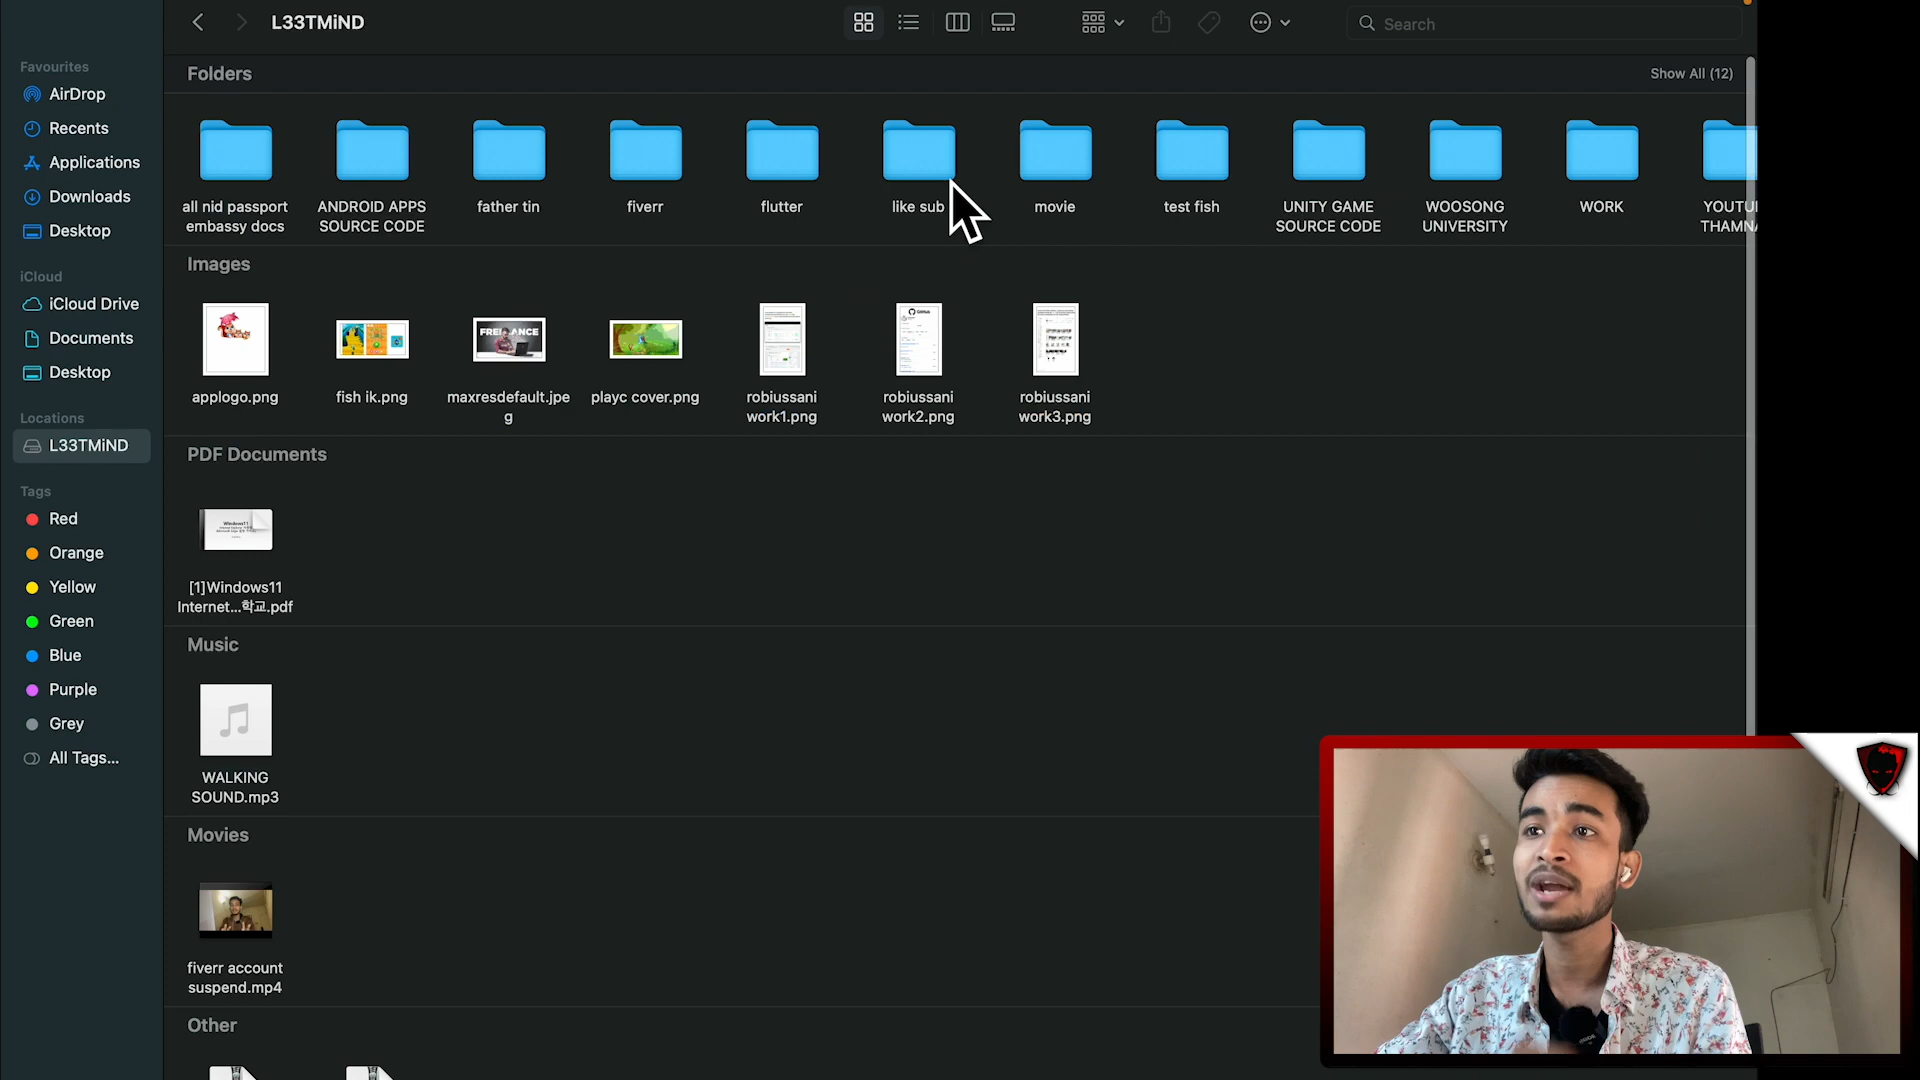 L33TMiND
Search
Favourites
AirDrop
Recents
Applications
Downloads
Desktop
iCloud
iCloud Drive
Documents
Desktop
Locations
L33TMiND
Tags
Red
Orange
Yellow
Green
Blue
Purple
Grey
All Tags...
Folders
Show All (12)
all nid passport
embassy docs
ANDROID APPS
SOURCE CODE
father tin
fiverr
flutter
like sub
movie
test fish
UNITY GAME
SOURCE CODE
WOOSONG
UNIVERSITY
WORK
Images
FREELANCE
GitHub
applogo.png
fish ik.png
maxresdefault.jpe
g
playc cover.png
robiussani
work1.png
robiussani
work2.png
robiussani
work3.png
PDF Documents
Windows11
[1]Windows11
Internet...학교.pdf
Music
WALKING
SOUND.mp3
Movies
fiverr account
suspend.mp4
Other